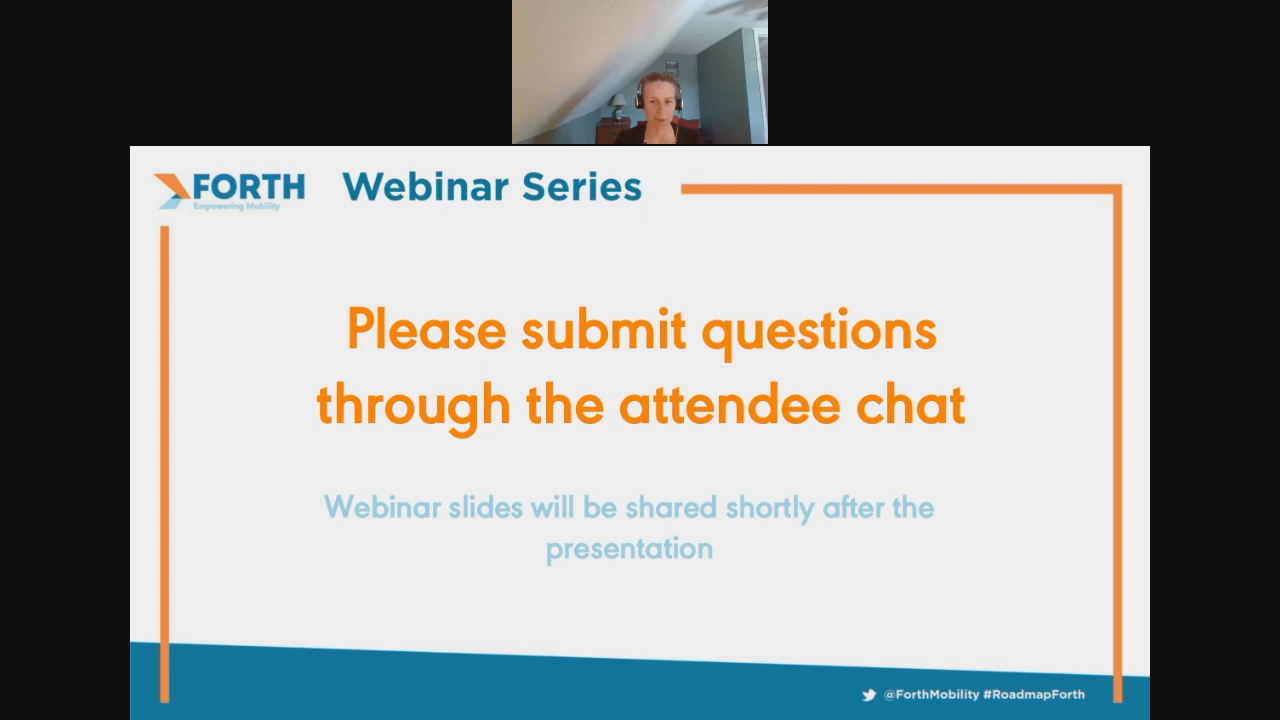 FORTH
Empowering Mobility
Webinar Series
Please submit questions
through the attendee chat
Webinar slides will be shared shortly after the
presentation
@ForthMobility #RoadmapForth